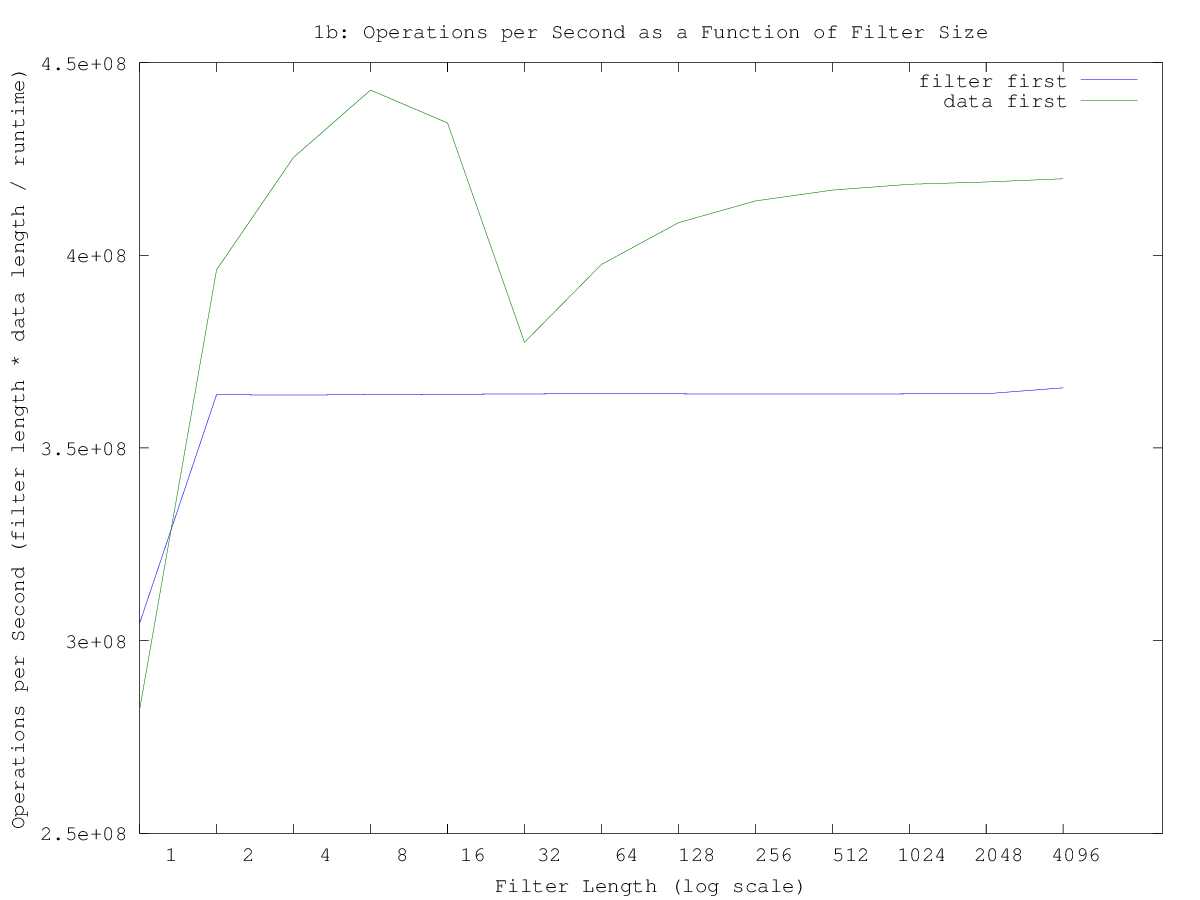 1b: Operations per Second as a Function of Filter Size
Operations per Second (filter length * data length / runtime)
4.5e+08
4e+08
3.5e+08
3e+08
2.5e+08
filter first
data first
1 2 4 8 16 32 64 128 256 512 1024 2048 4096
Filter Length (log scale)